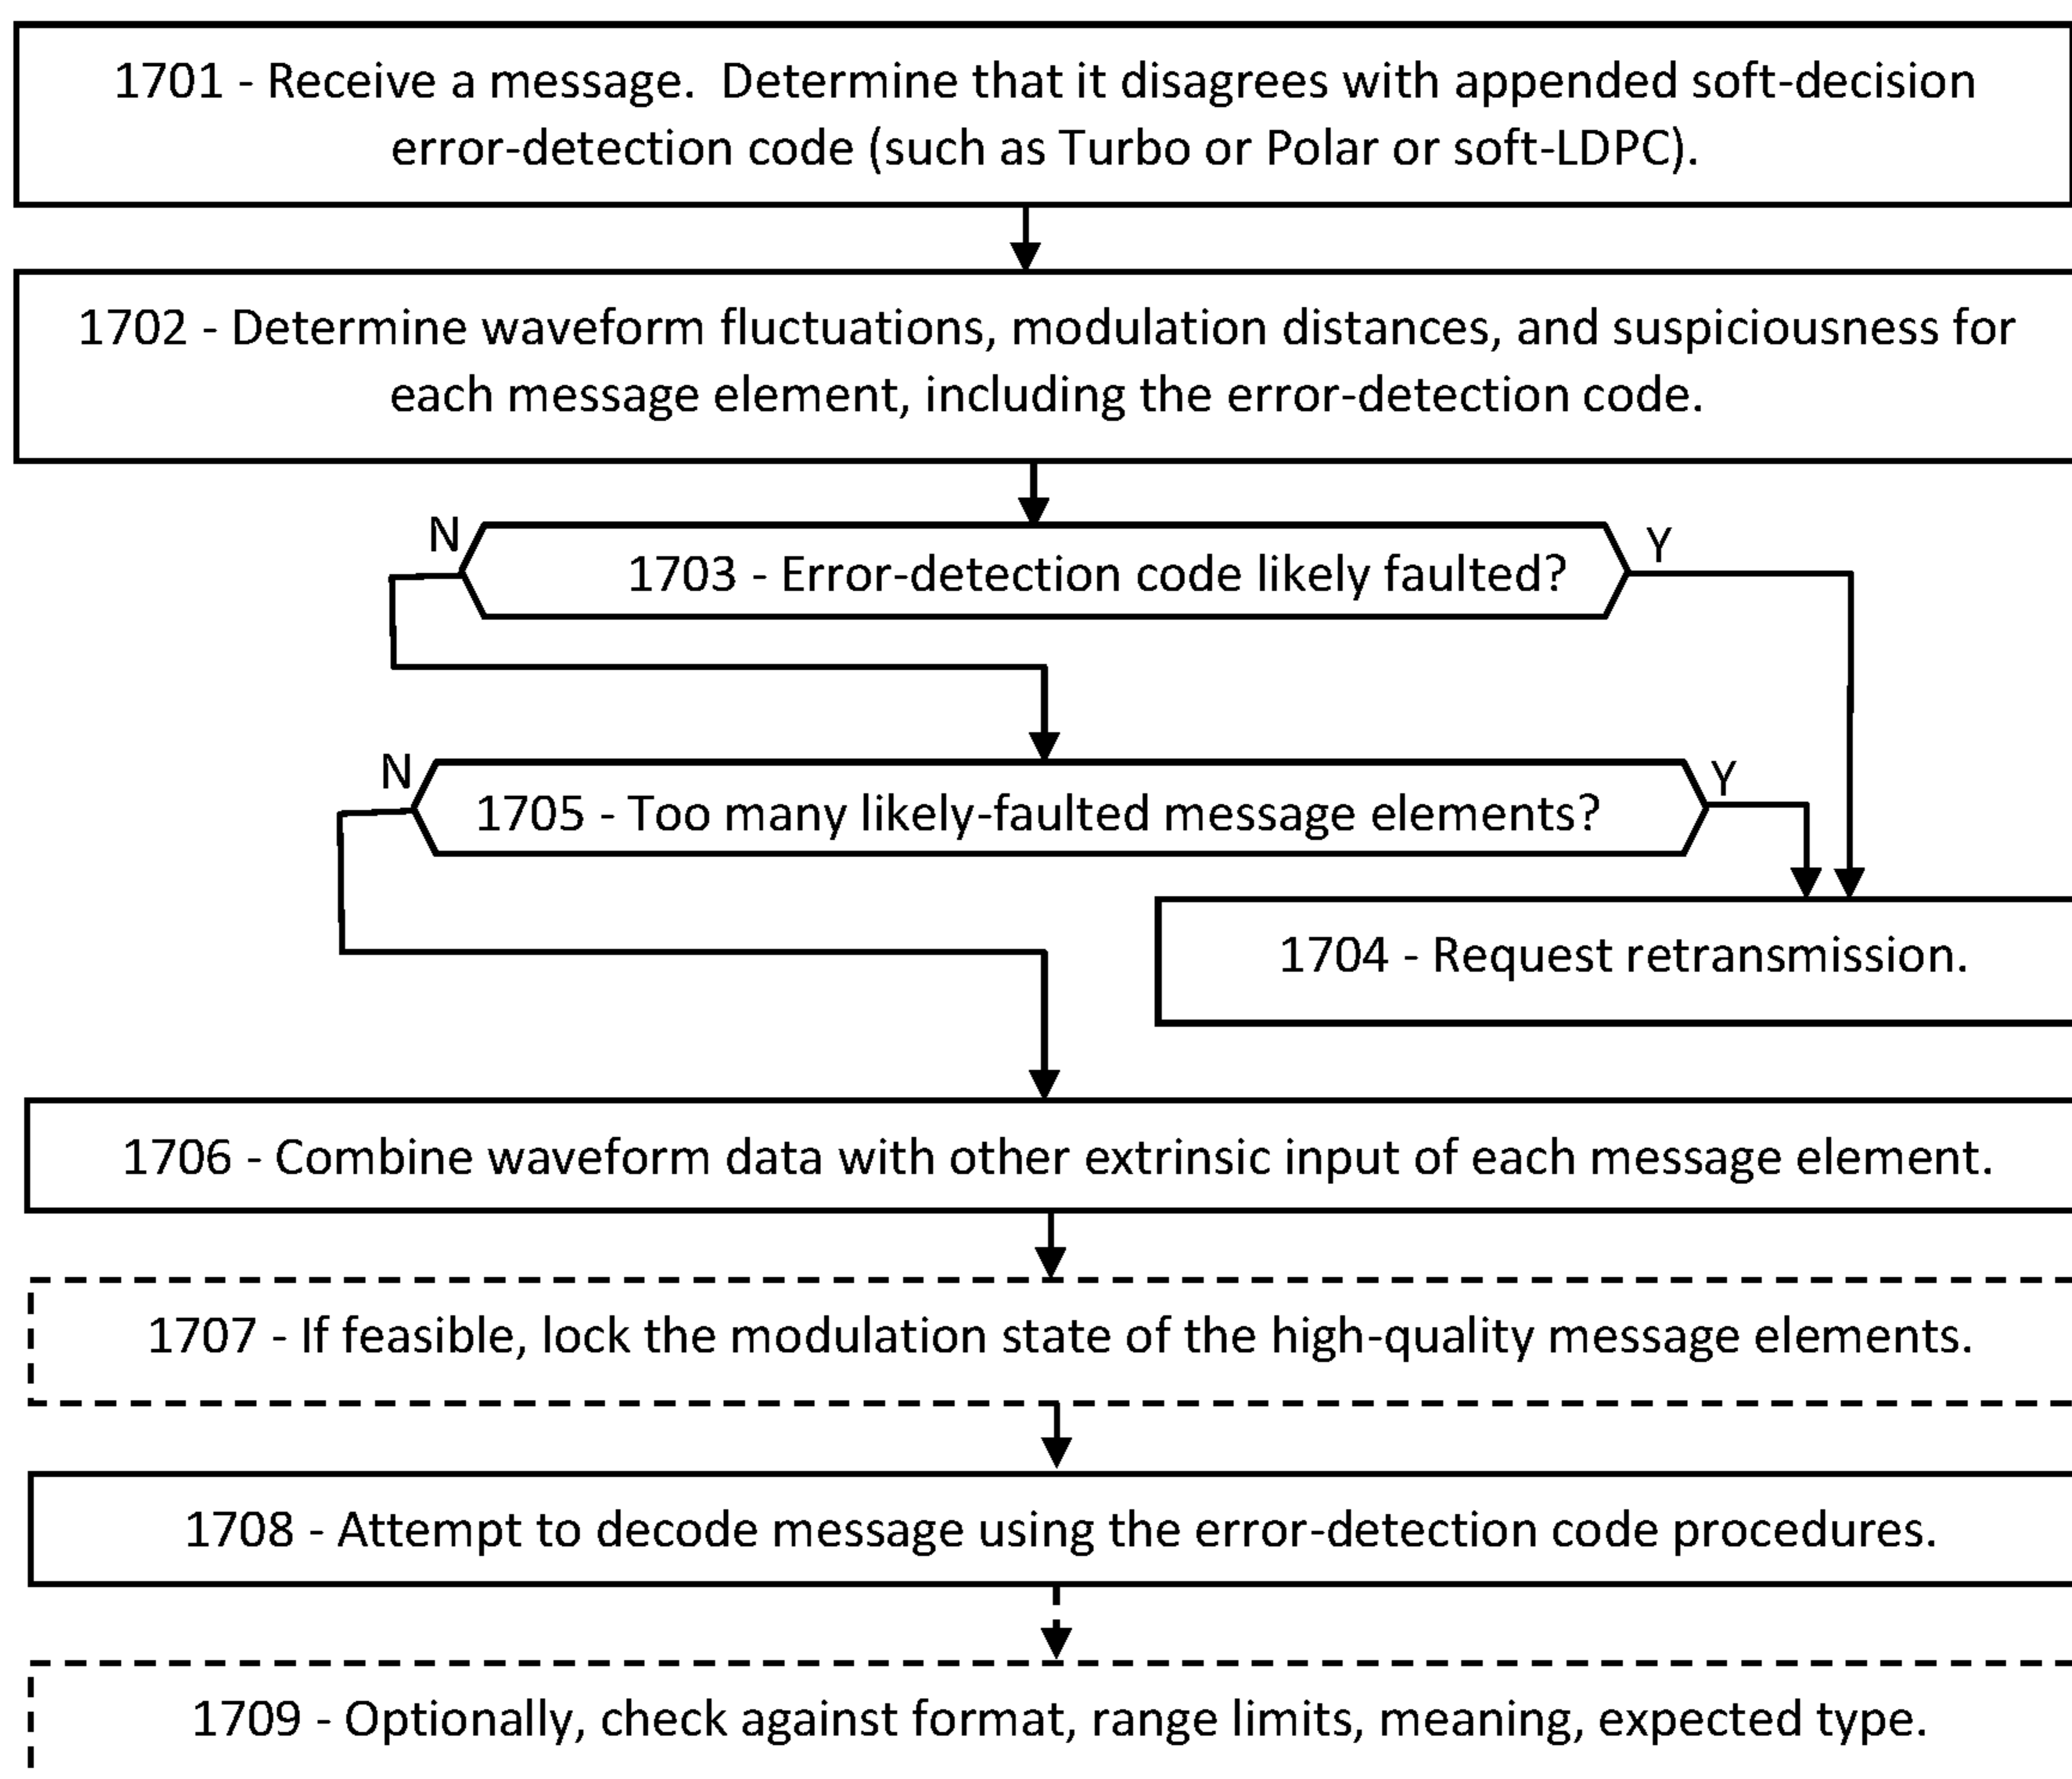 1701 - Receive a message.  Determine that it disagrees with appended soft-decision
error-detection code (such as Turbo or Polar or soft-LDPC).
1702 - Determine waveform fluctuations, modulation distances, and suspiciousness for
each message element, including the error-detection code.
N
Y
1703 - Error-detection code likely faulted?
N
Y
1705 - Too many likely-faulted message elements?
1704 - Request retransmission.
1706 - Combine waveform data with other extrinsic input of each message element.
1707 - If feasible, lock the modulation state of the high-quality message elements.
1708 - Attempt to decode message using the error-detection code procedures.
1709 - Optionally, check against format, range limits, meaning, expected type.